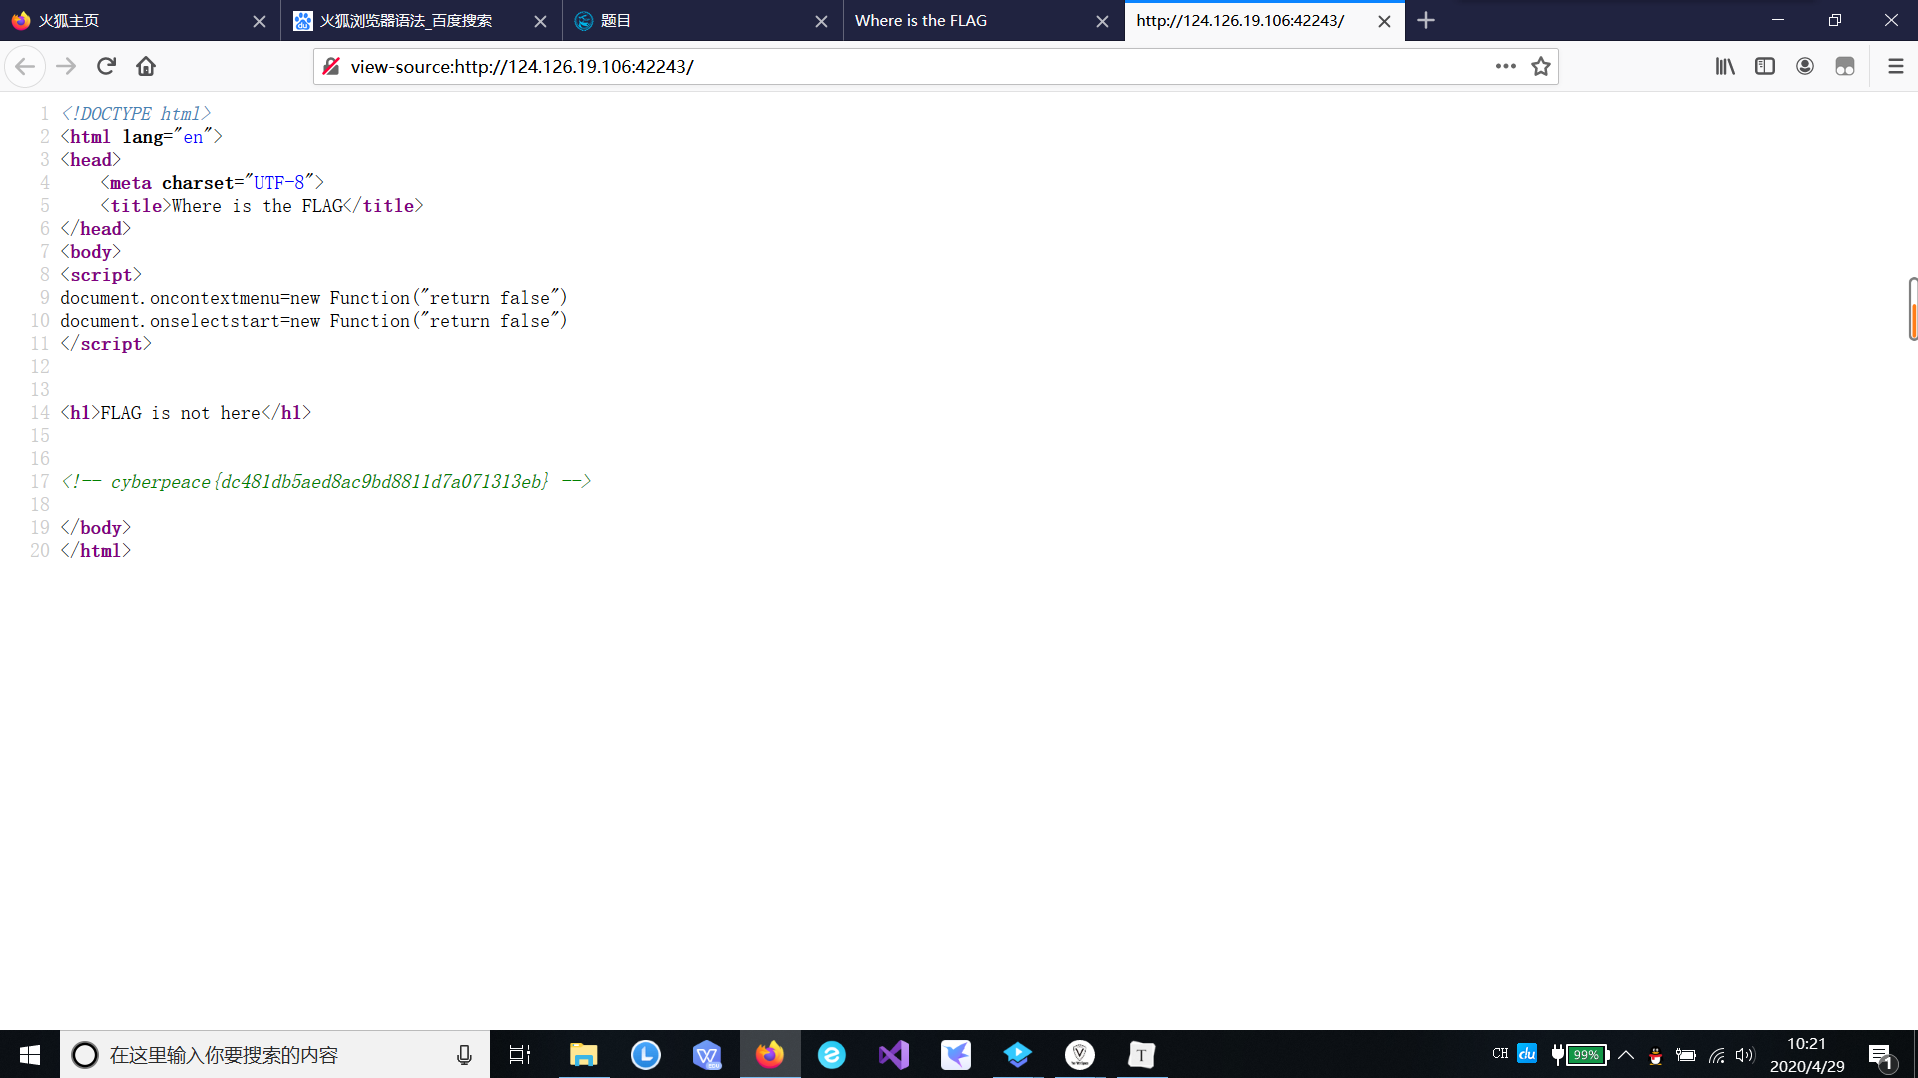 火狐主页
火狐浏览器语法_百度搜索
题目
Where is the FLAG
http://124.126.19.106:42243/
view-source:http://124.126.19.106:42243/
1 <!DOCTYPE html>
2 <html lang="en">
3 <head>
4 <meta charset="UTF-8">
5 <title>Where is the FLAG</title>
6 </head>
7 <body>
8 <script>
9 document.oncontextmenu=new Function("return false")
10 document.onselectstart=new Function("return false")
11 </script>
12
13
14 <h1>FLAG is not here</h1>
15
16
17 <!-- cyberpeace{dc481db5aed8ac9bd8811d7a071313eb} -->
18
19 </body>
20 </html>
在这里输入你要搜索的内容
CH
du
99%
10:21
2020/4/29
1